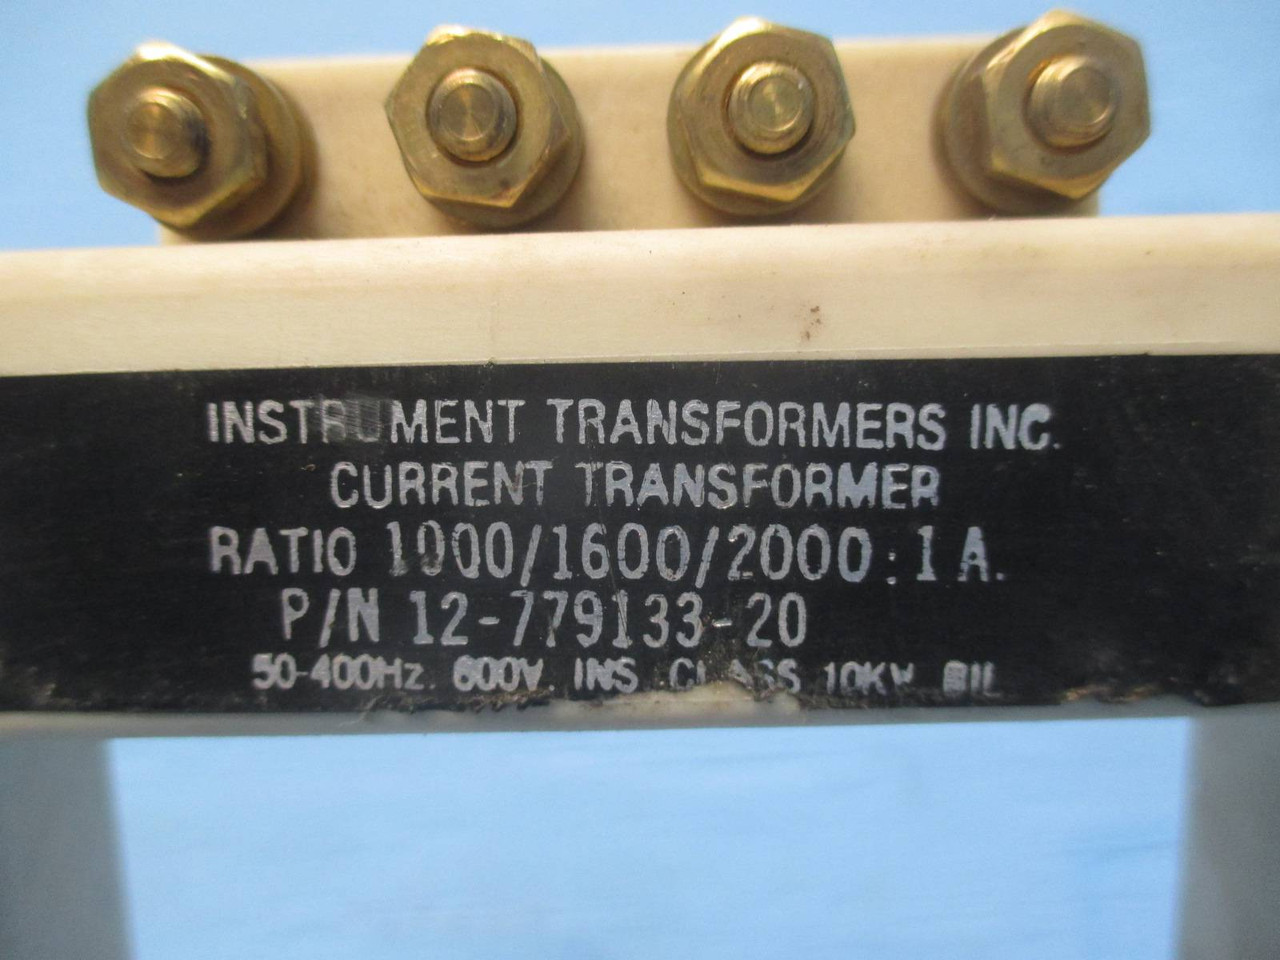 INSTRUMENT TRANSFORMERS INC.
CURRENT TRANSFORMER
RATIO 1000/1600/2000:1 A.
P/N 12-779133-20
50-400Hz. 600V. INS. CLASS 10KV BIL